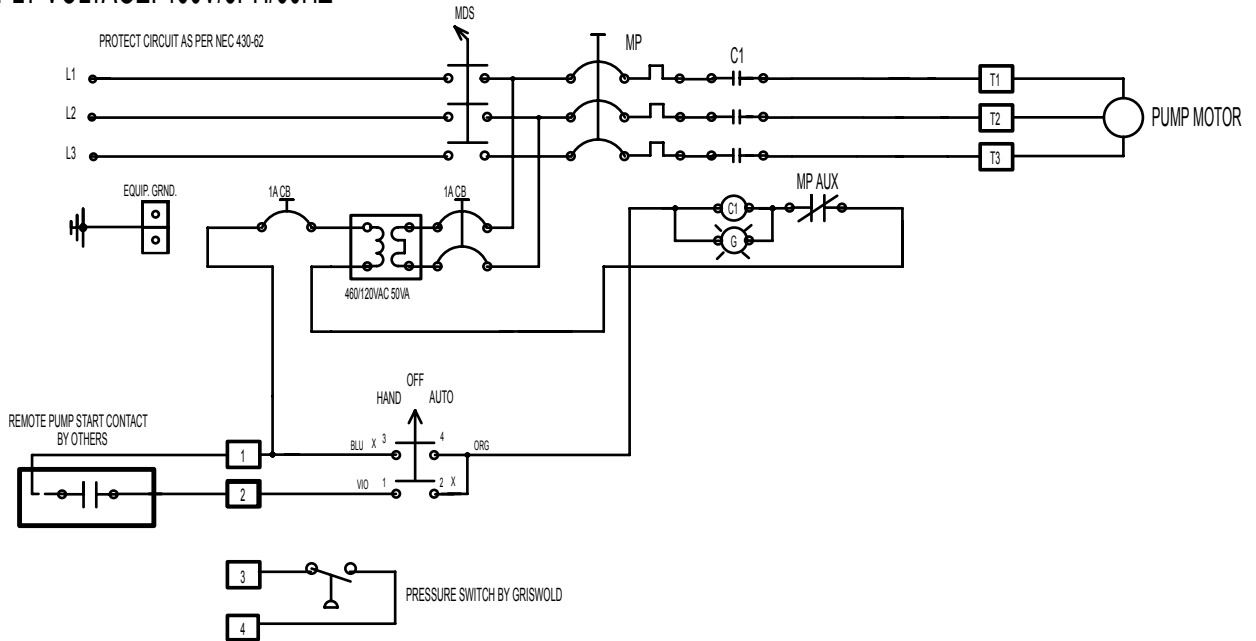 PROTECT CIRCUIT AS PER NEC 430-62
MDS
MP
C1
L1
L2
L3
T1
T2
T3
PUMP MOTOR
EQUIP. GRND.
1A CB
1A CB
MP AUX
C1
G
460/120VAC 50VA
OFF
HAND AUTO
REMOTE PUMP START CONTACT
BY OTHERS
1
BLU X 3 4 ORG
2
VIO 1 2 X
3
PRESSURE SWITCH BY GRISWOLD
4